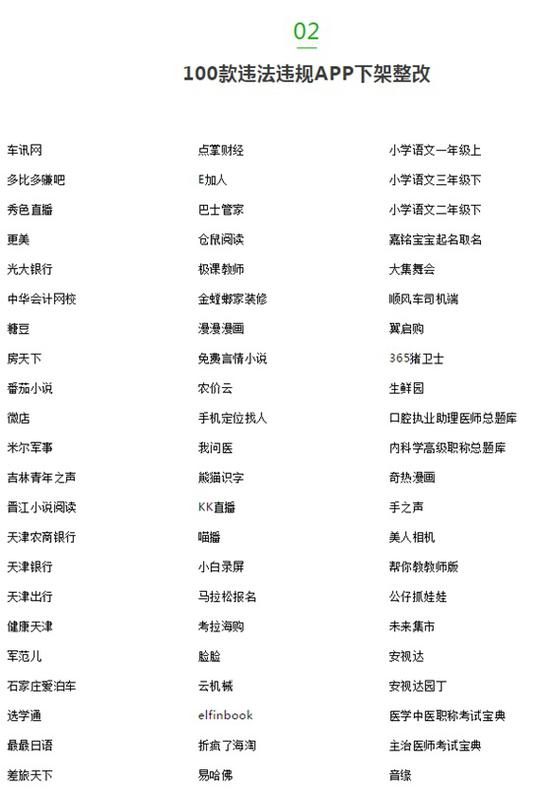 02
100款违法违规APP下架整改
车讯网 点掌财经 小学语文一年级上
多比多赚吧 E加人 小学语文三年级下
秀色直播 巴士管家 小学语文二年级下
更美 仓鼠阅读 嘉铭宝宝起名取名
光大银行 极课教师 大集舞会
中华会计网校 金螳螂家装修 顺风车司机端
糖豆 漫漫漫画 翼启购
房天下 免费言情小说 365猪卫士
番茄小说 农价云 生鲜园
微店 手机定位找人 口腔执业助理医师总题库
米尔军事 我问医 内科学高级职称总题库
吉林青年之声 熊猫识字 奇热漫画
晋江小说阅读 KK直播 手之声
天津农商银行 喵播 美人相机
天津银行 小白录屏 帮你教教师版
天津出行 马拉松报名 公仔抓娃娃
健康天津 考拉海购 未来集市
军范儿 脸脸 安视达
石家庄爱泊车 云机械 安视达园丁
选学通 elfinbook 医学中医职称考试宝典
最最日语 折疯了海淘 主治医师考试宝典
差旅天下 易哈佛 音缘